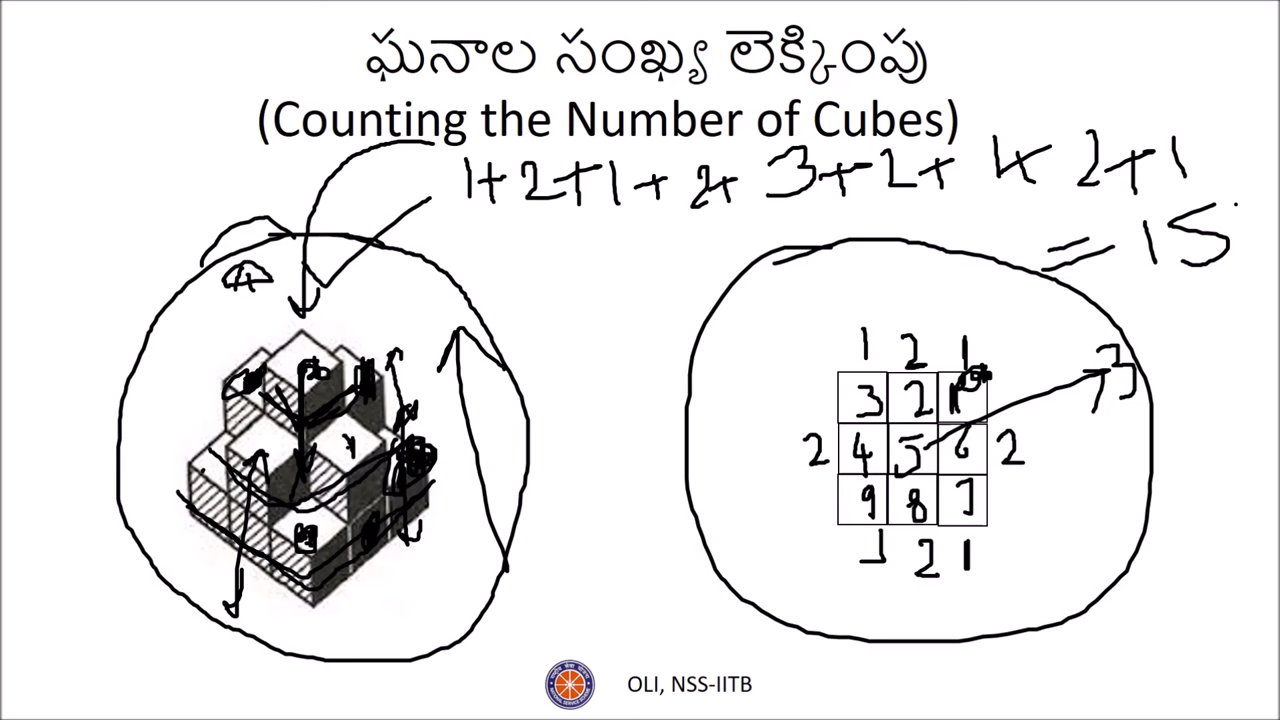 ఘనాల సంఖ్య లెక్కింపు
(Counting the Number of Cubes)
1+2+1+2+3+2+1+2+1
=15
1 2 1
3 2 1
2 4 5 6 2
3
9 8 7
1 2 1
OLI, NSS-IITB